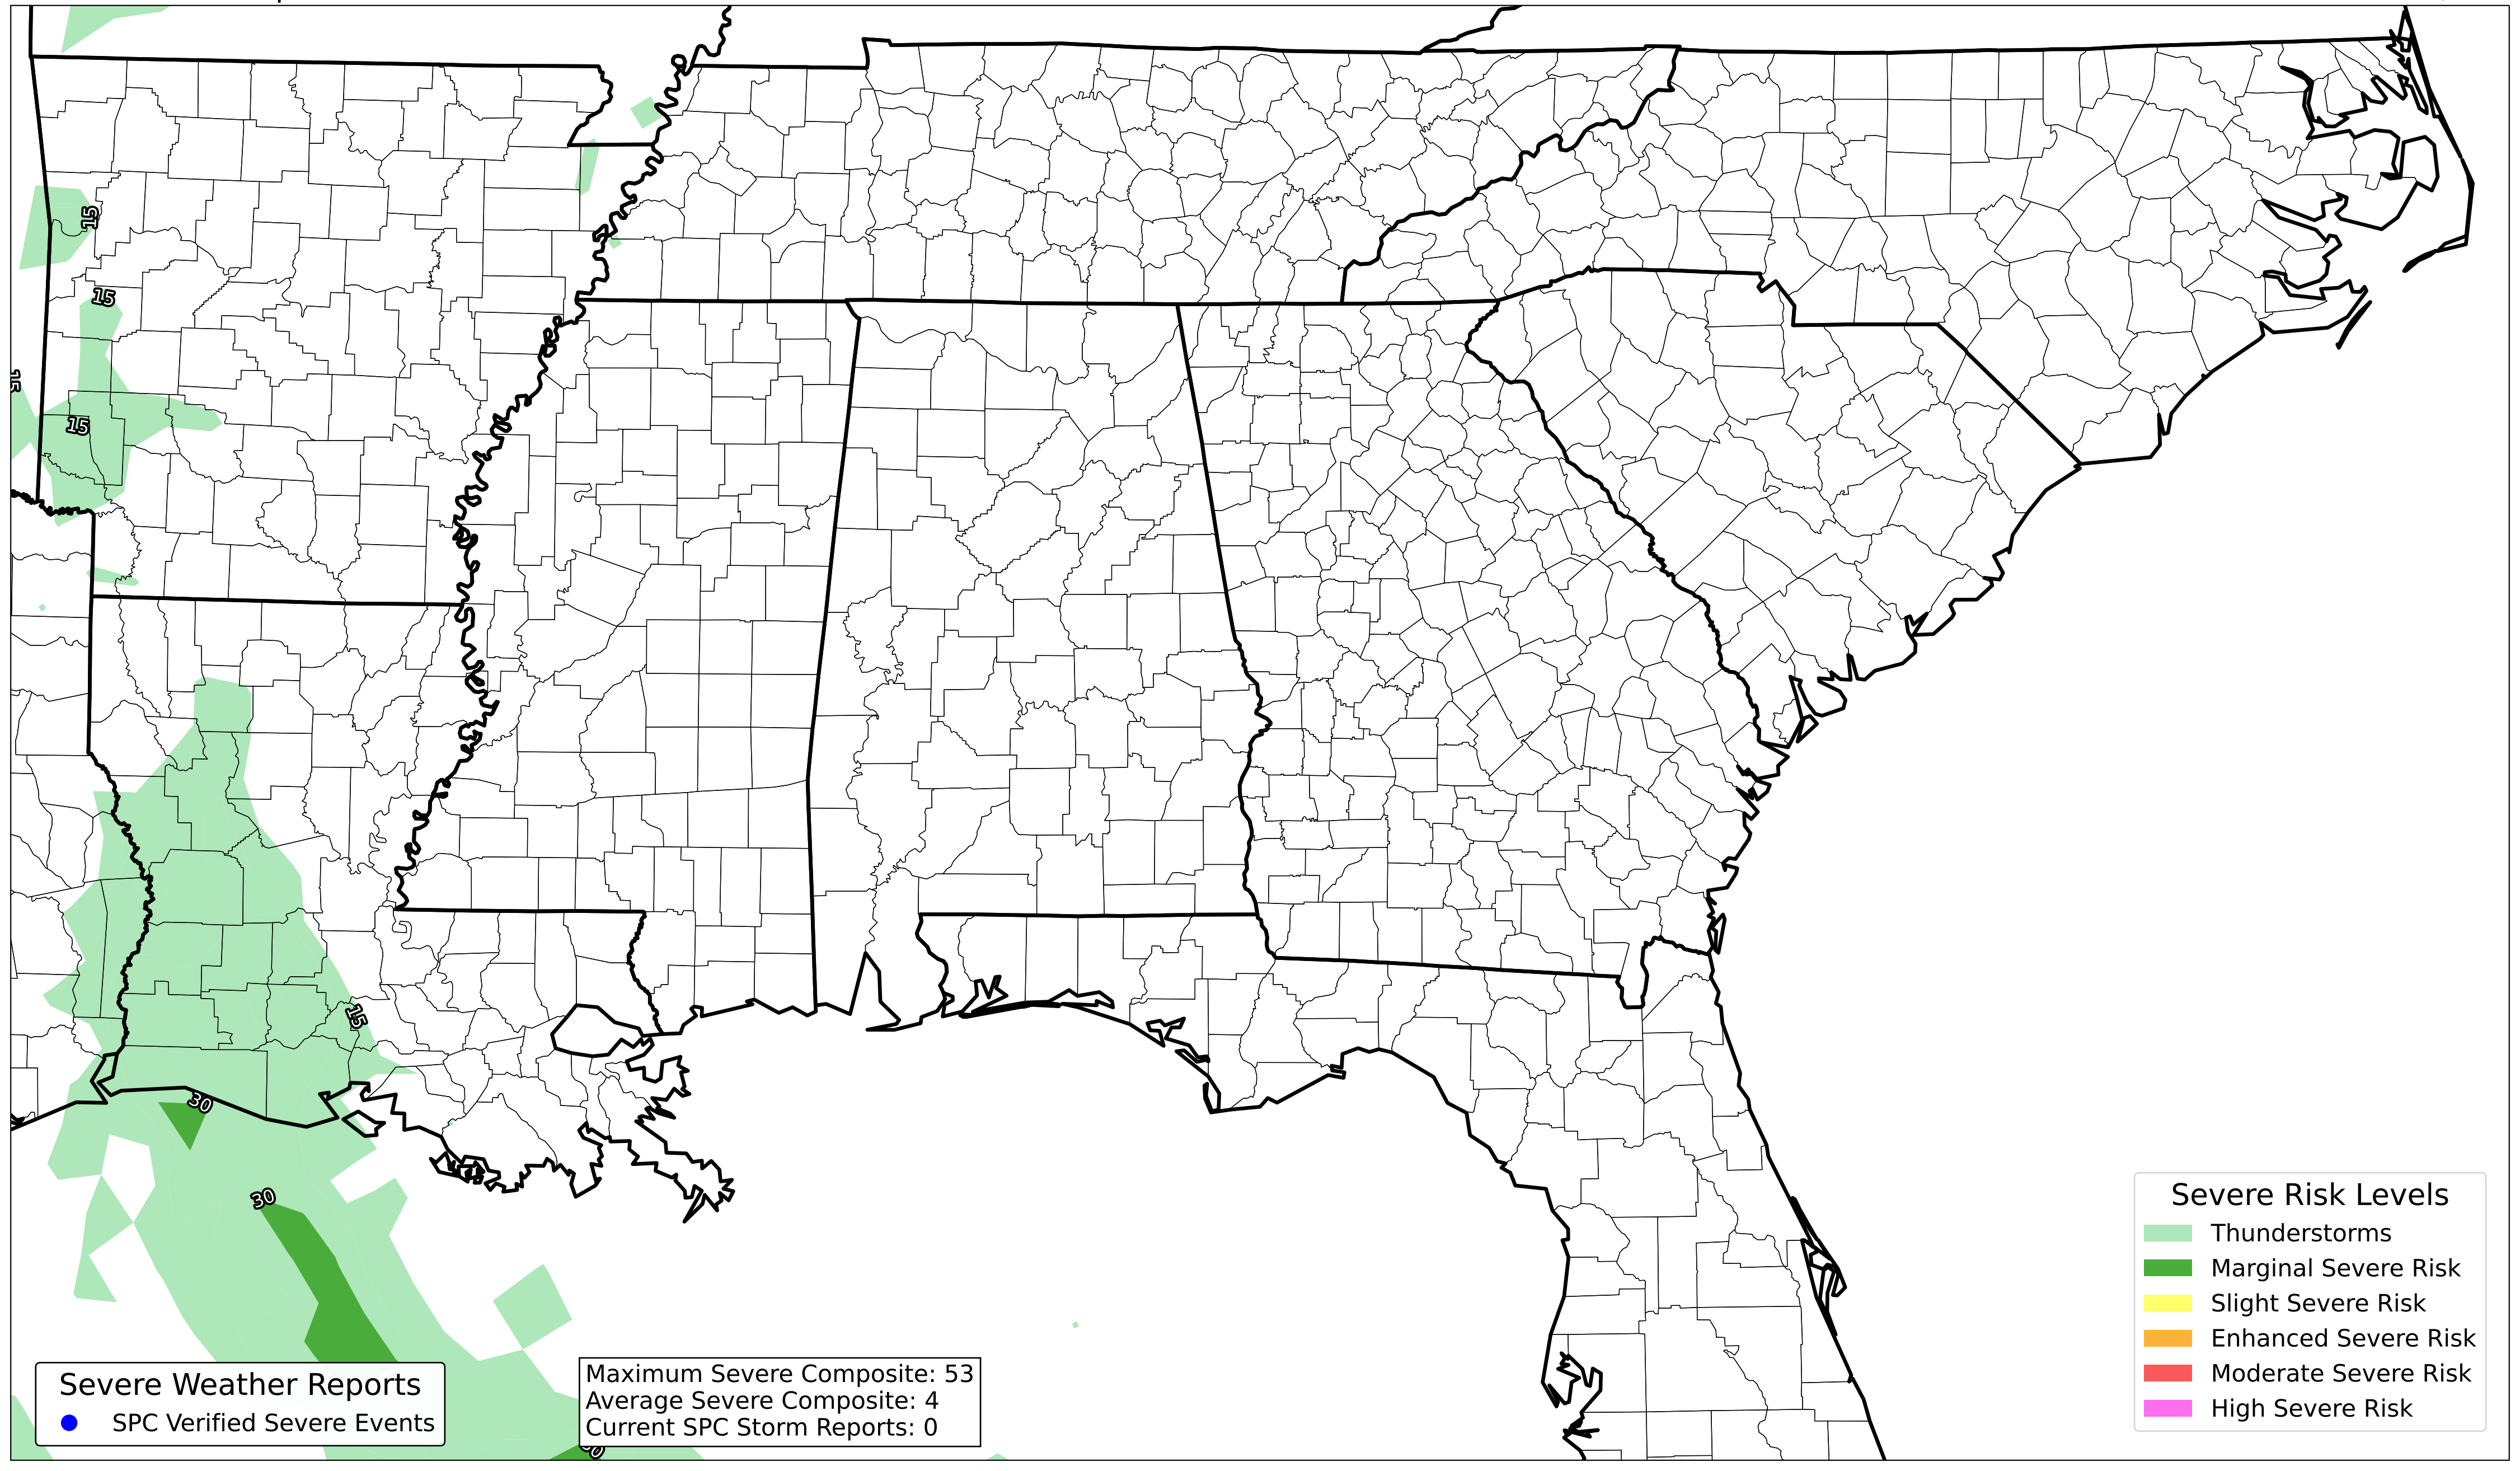 15
15
15
15
15
30
30
Severe Risk Levels
Thunderstorms
Marginal Severe Risk
Slight Severe Risk
Enhanced Severe Risk
Moderate Severe Risk
High Severe Risk
Severe Weather Reports
SPC Verified Severe Events
Maximum Severe Composite: 53
Average Severe Composite: 4
Current SPC Storm Reports: 0